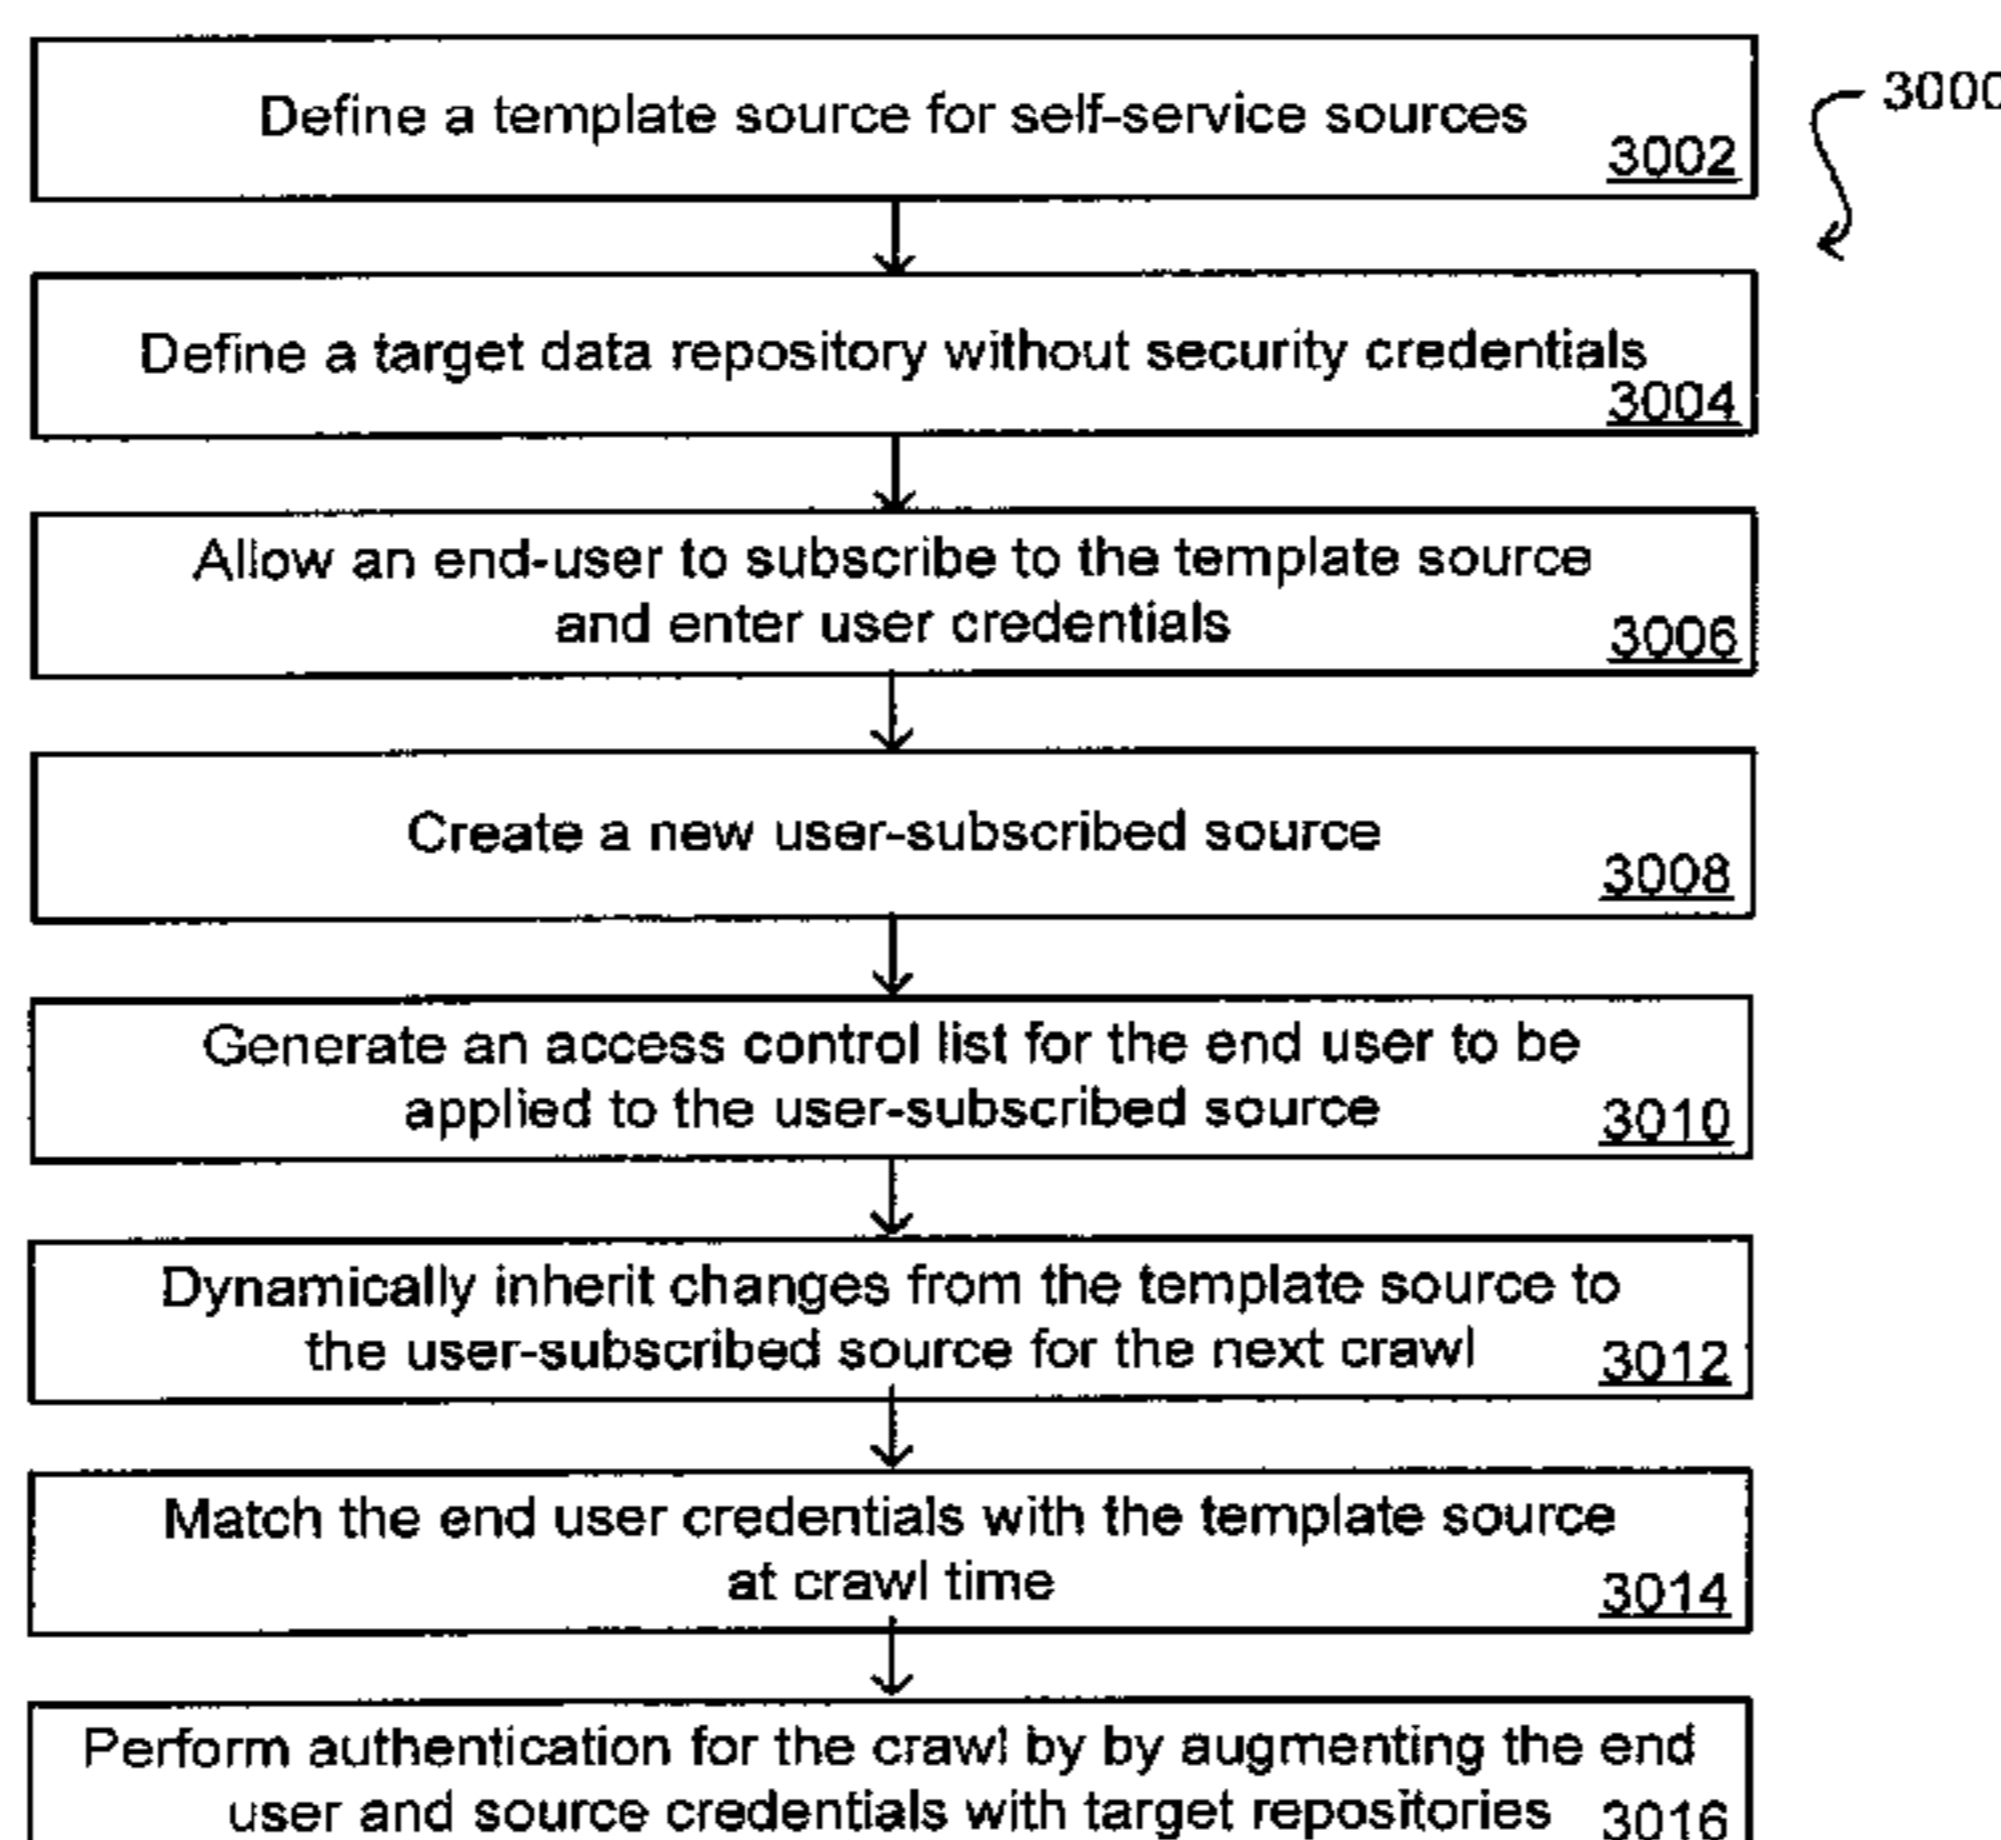 Define a template source for self-service sources
3002
3000
Define a target data repository without security credentials
3004
Allow an end-user to subscribe to the template source
and enter user credentials
3006
Create a new user-subscribed source
3008
Generate an access control list for the end user to be
applied to the user-subscribed source
3010
Dynamically inherit changes from the template source to
the user-subscribed source for the next crawl
3012
Match the end user credentials with the template source
at crawl time
3014
Perform authentication for the crawl by by augmenting the end
user and source credentials with target repositories
3016